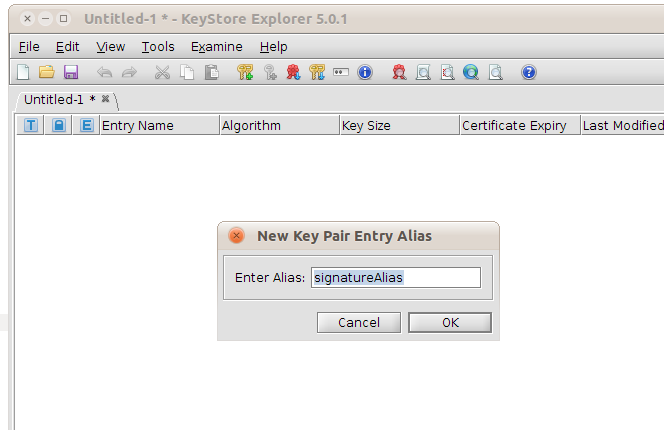 Untitled-1 * - KeyStore Explorer 5.0.1
File Edit View Tools Examine Help
Untitled-1 *
T E Entry Name Algorithm Key Size Certificate Expiry Last Modified
New Key Pair Entry Alias
Enter Alias: signatureAlias
Cancel OK